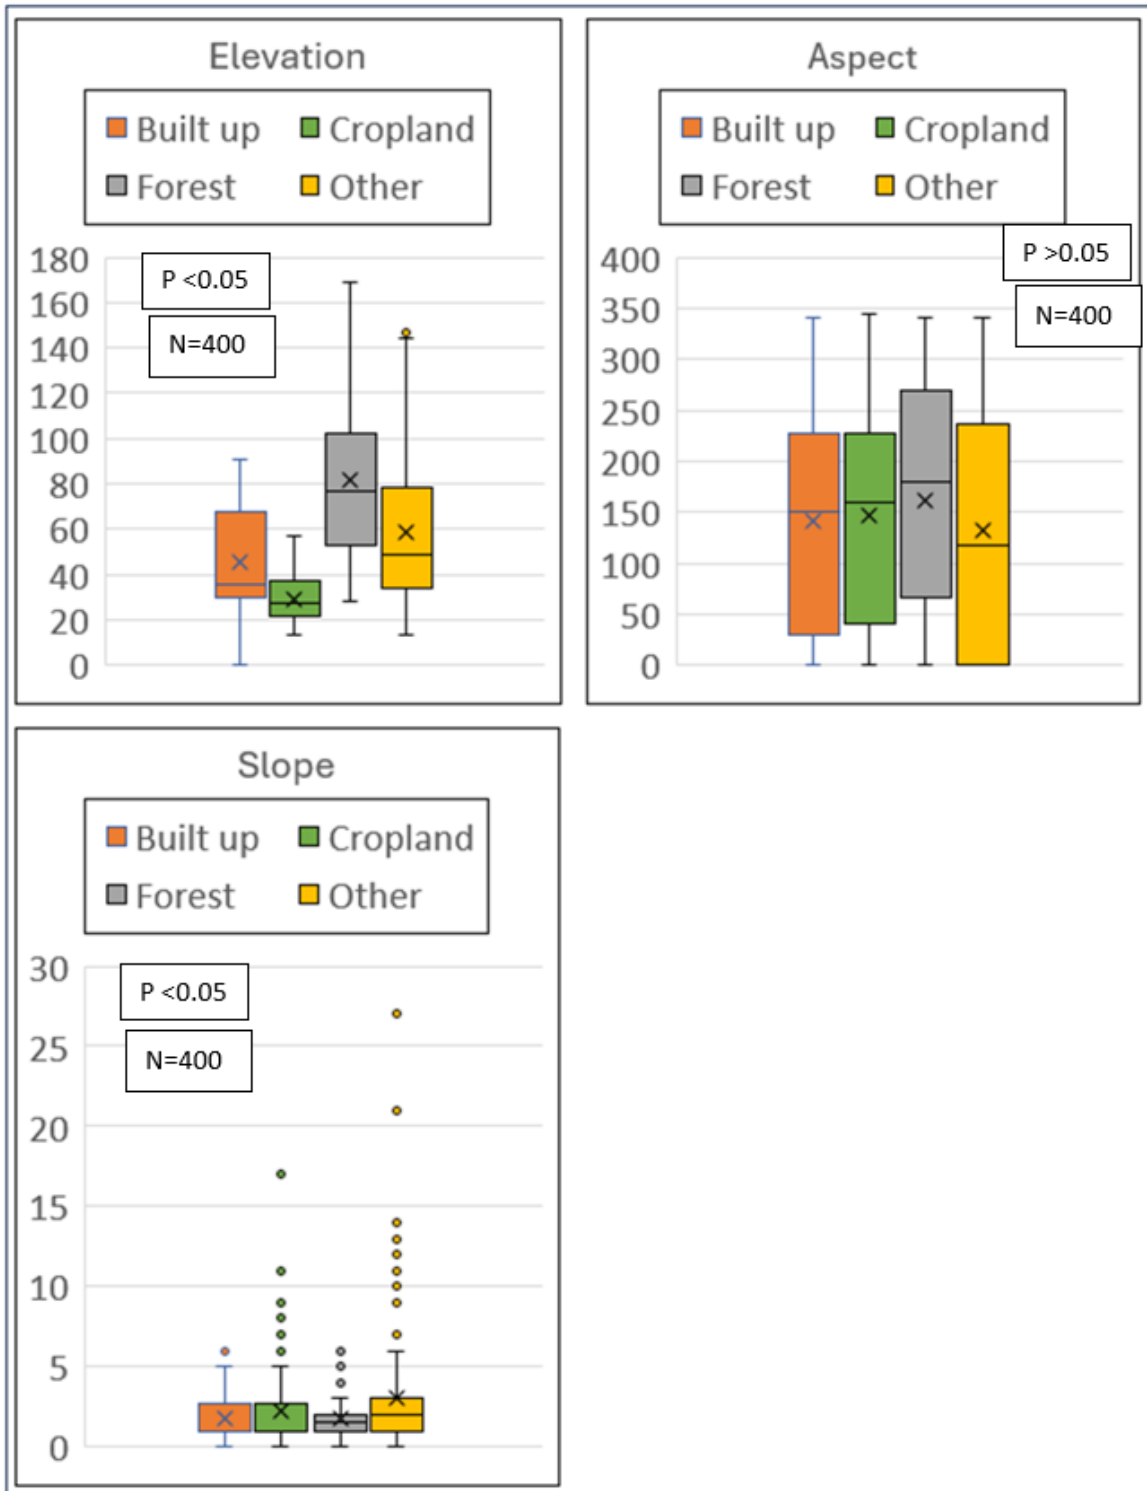 Elevation
Built up Cropland
Forest Other
180
160
140
120
100
80
60
40
20
0
P <0.05
N=400
Aspect
Built up Cropland
Forest Other
400
350
300
250
200
150
100
50
0
P >0.05
N=400
Slope
Built up Cropland
Forest Other
30
25
20
15
10
5
0
P <0.05
N=400